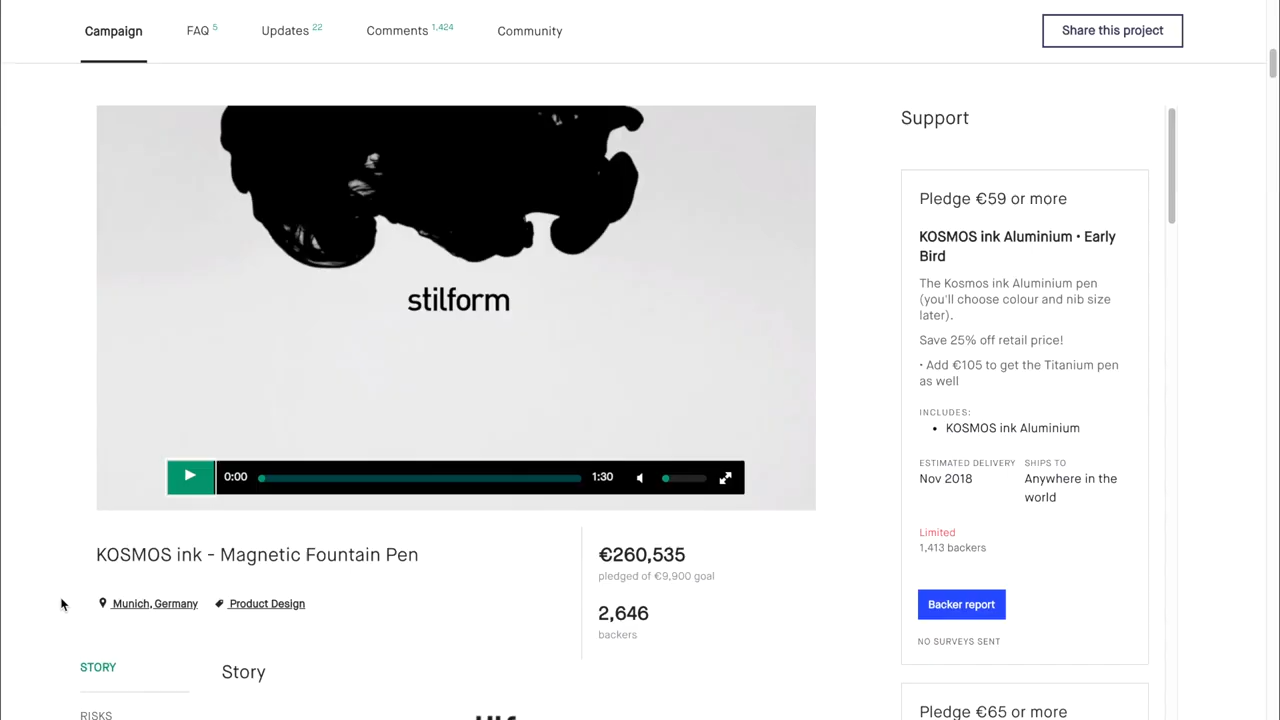 Campaign
FAQ 5
Updates 22
Comments 1,424
Community
Share this project
stilform
0:00
1:30
KOSMOS ink - Magnetic Fountain Pen
Munich, Germany
Product Design
€260,535
pledged of €9,900 goal
2,646
backers
STORY
RISKS
Story
Support
Pledge €59 or more
KOSMOS ink Aluminium • Early
Bird
The Kosmos ink Aluminium pen
(you'll choose colour and nib size
later).
Save 25% off retail price!
• Add €105 to get the Titanium pen
as well
INCLUDES:
• KOSMOS ink Aluminium
ESTIMATED DELIVERY
Nov 2018
SHIPS TO
Anywhere in the
world
Limited
1,413 backers
Backer report
NO SURVEYS SENT
Pledge €65 or more